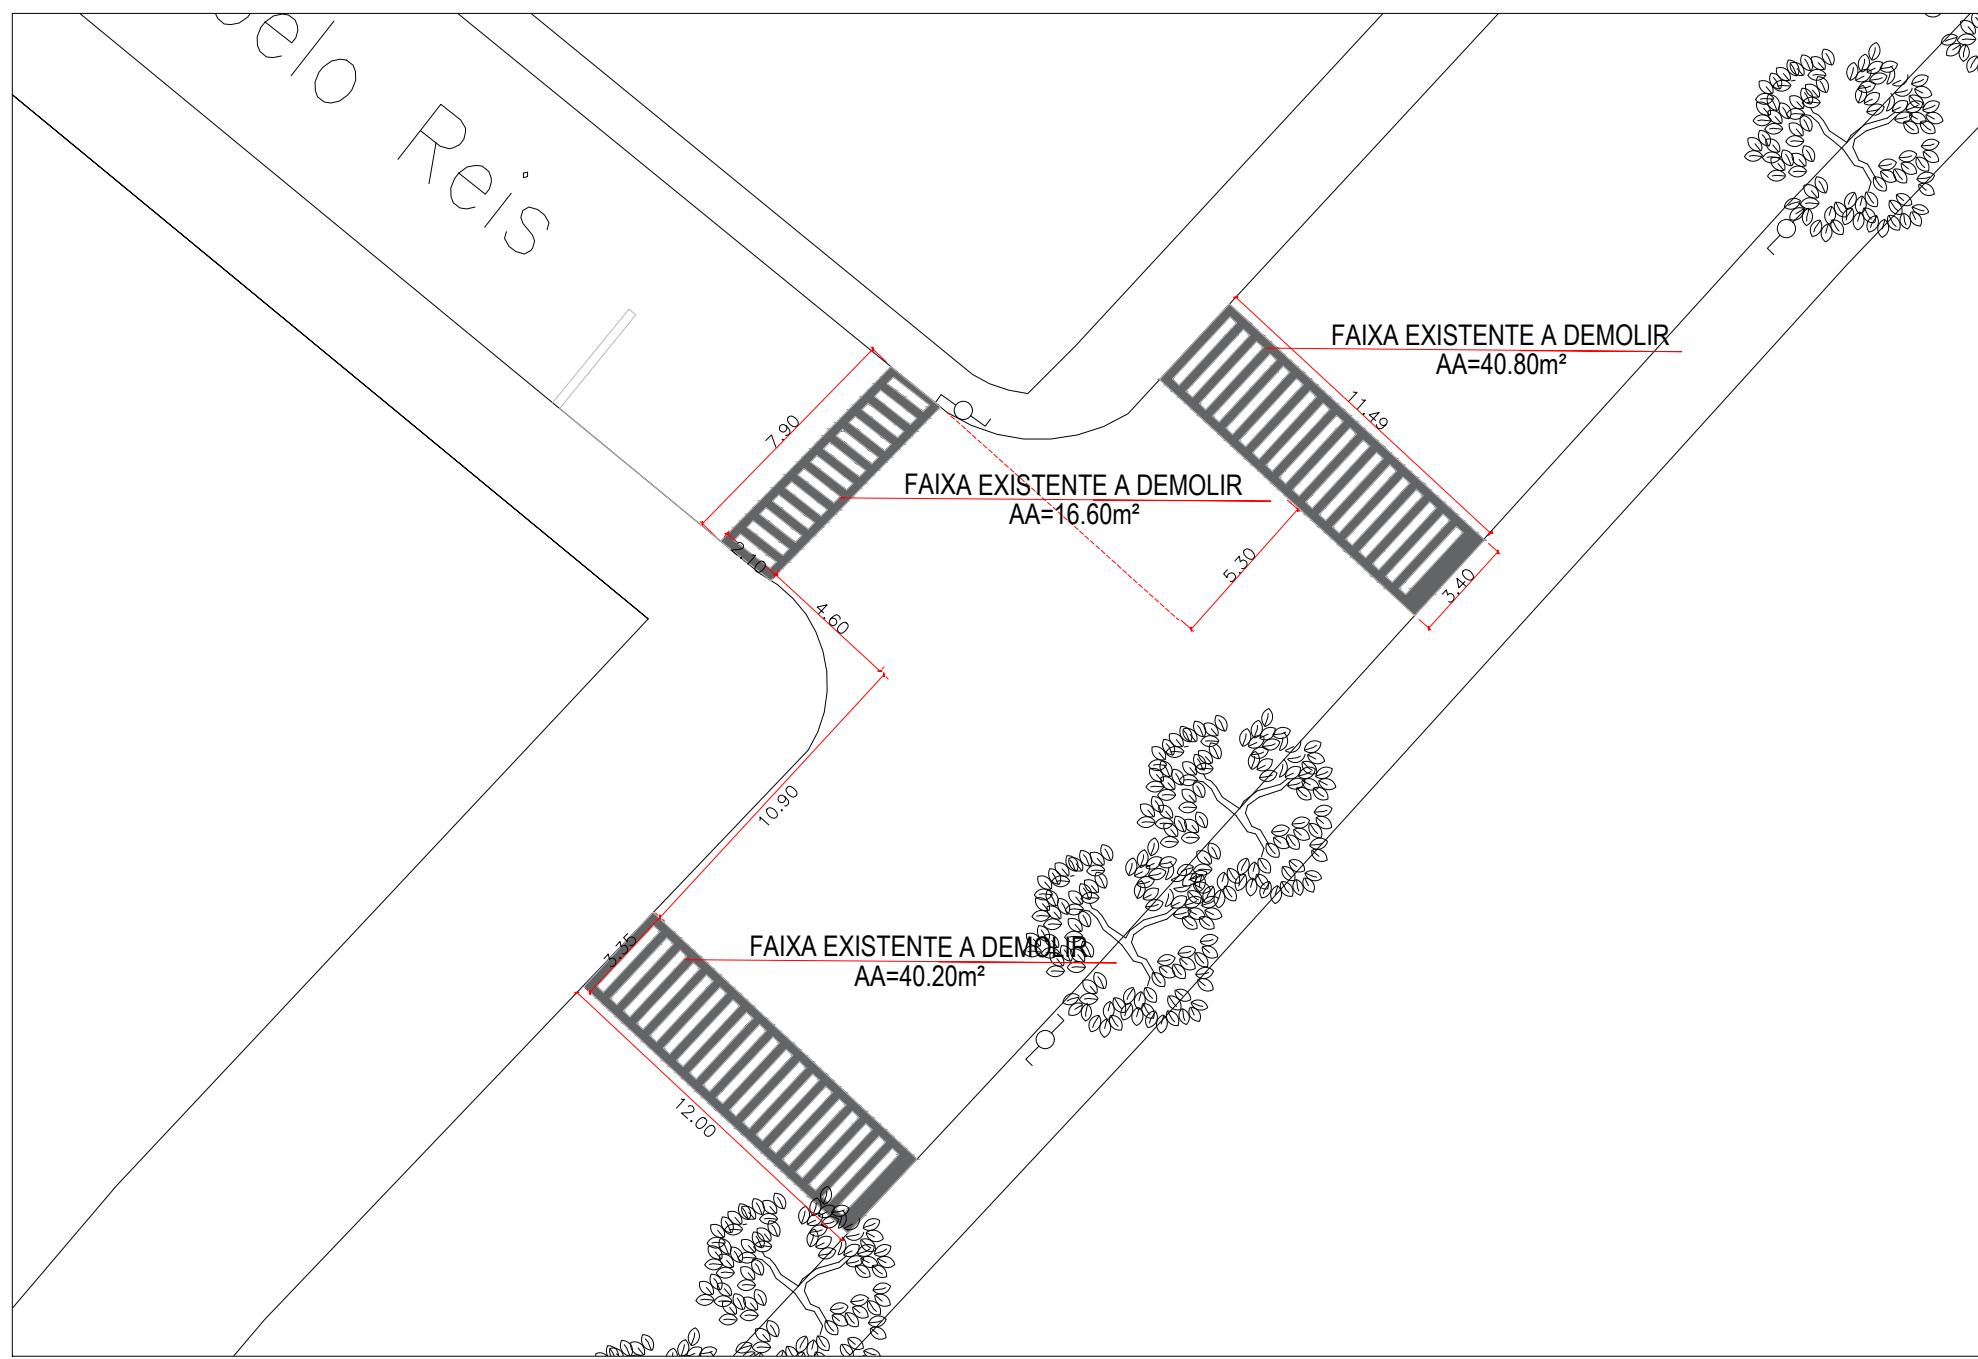 elo Reis
FAIXA EXISTENTE A DEMOLIR
AA=40.80m²
11.49
7.90
FAIXA EXISTENTE A DEMOLIR
AA=16.60m²
2.10
5.30
3.40
4.60
10.90
3.35
FAIXA EXISTENTE A DEMOLIR
AA=40.20m²
12.00